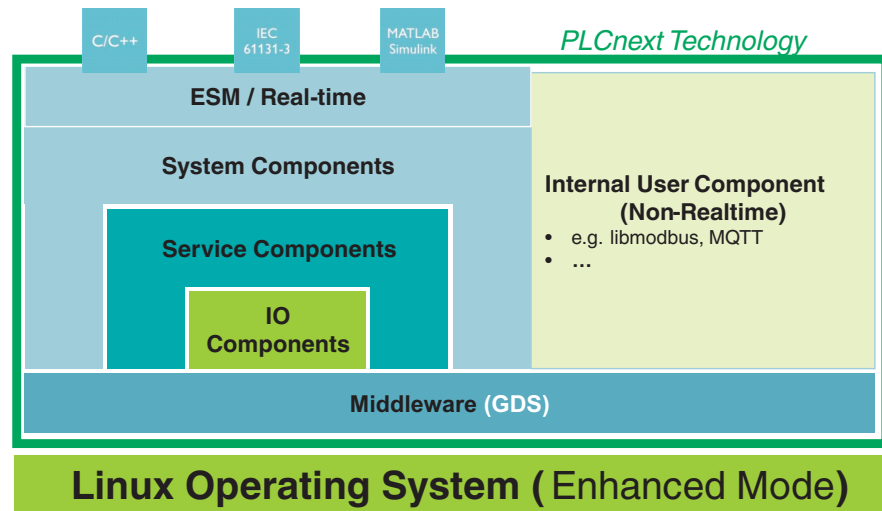 C/C++
IEC
61131-3
MATLAB
Simulink
PLCnext Technology
ESM / Real-time
System Components
Service Components
IO
Components
Internal User Component
(Non-Realtime)
• e.g. libmodbus, MQTT
• ...
Middleware (GDS)
Linux Operating System (Enhanced Mode)